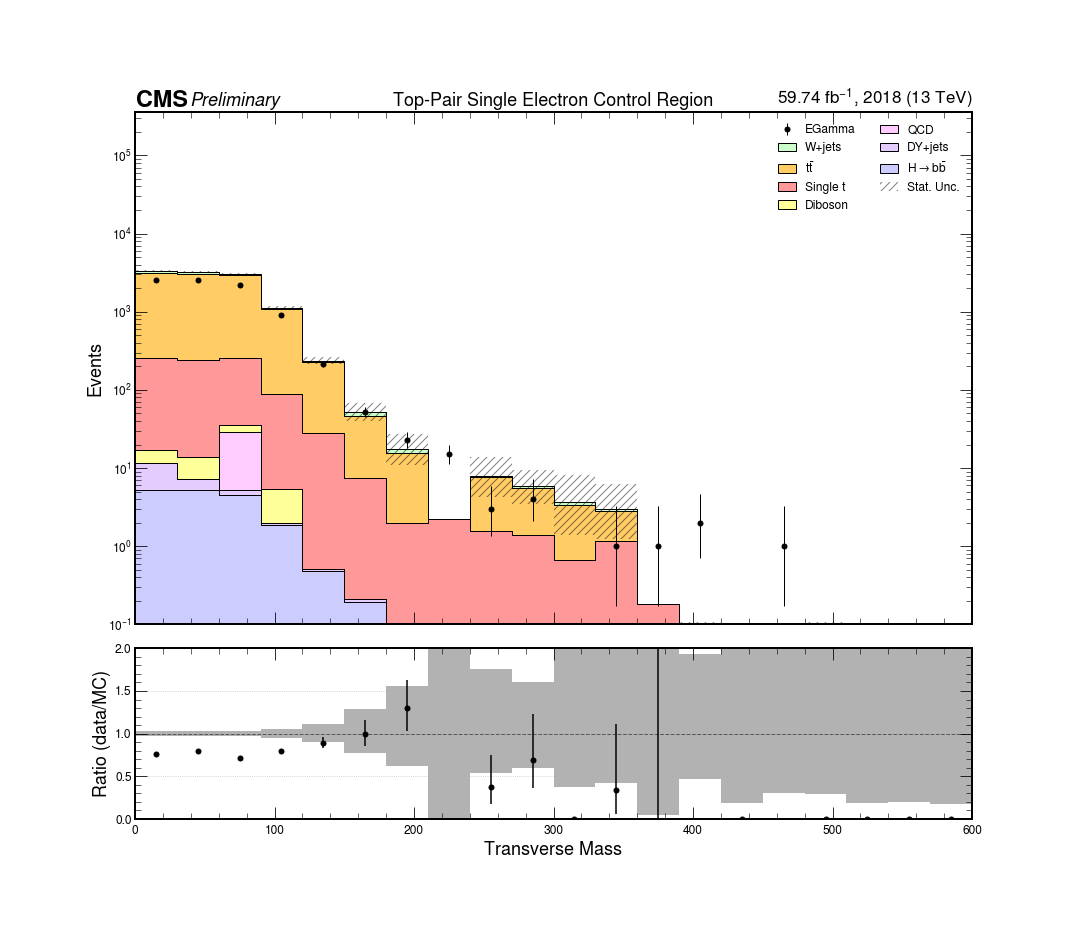 CMS Preliminary Top-Pair Single Electron Control Region 59.74 fb⁻¹, 2018 (13 TeV)
EGamma QCD
W+jets DY+jets
tt̄ H→bb̄
Single t Stat. Unc.
Diboson
Events
10⁵
10⁴
10³
10²
10¹
10⁰
10⁻¹
Ratio (data/MC)
2.0
1.5
1.0
0.5
0.0
0 100 200 300 400 500 600
Transverse Mass